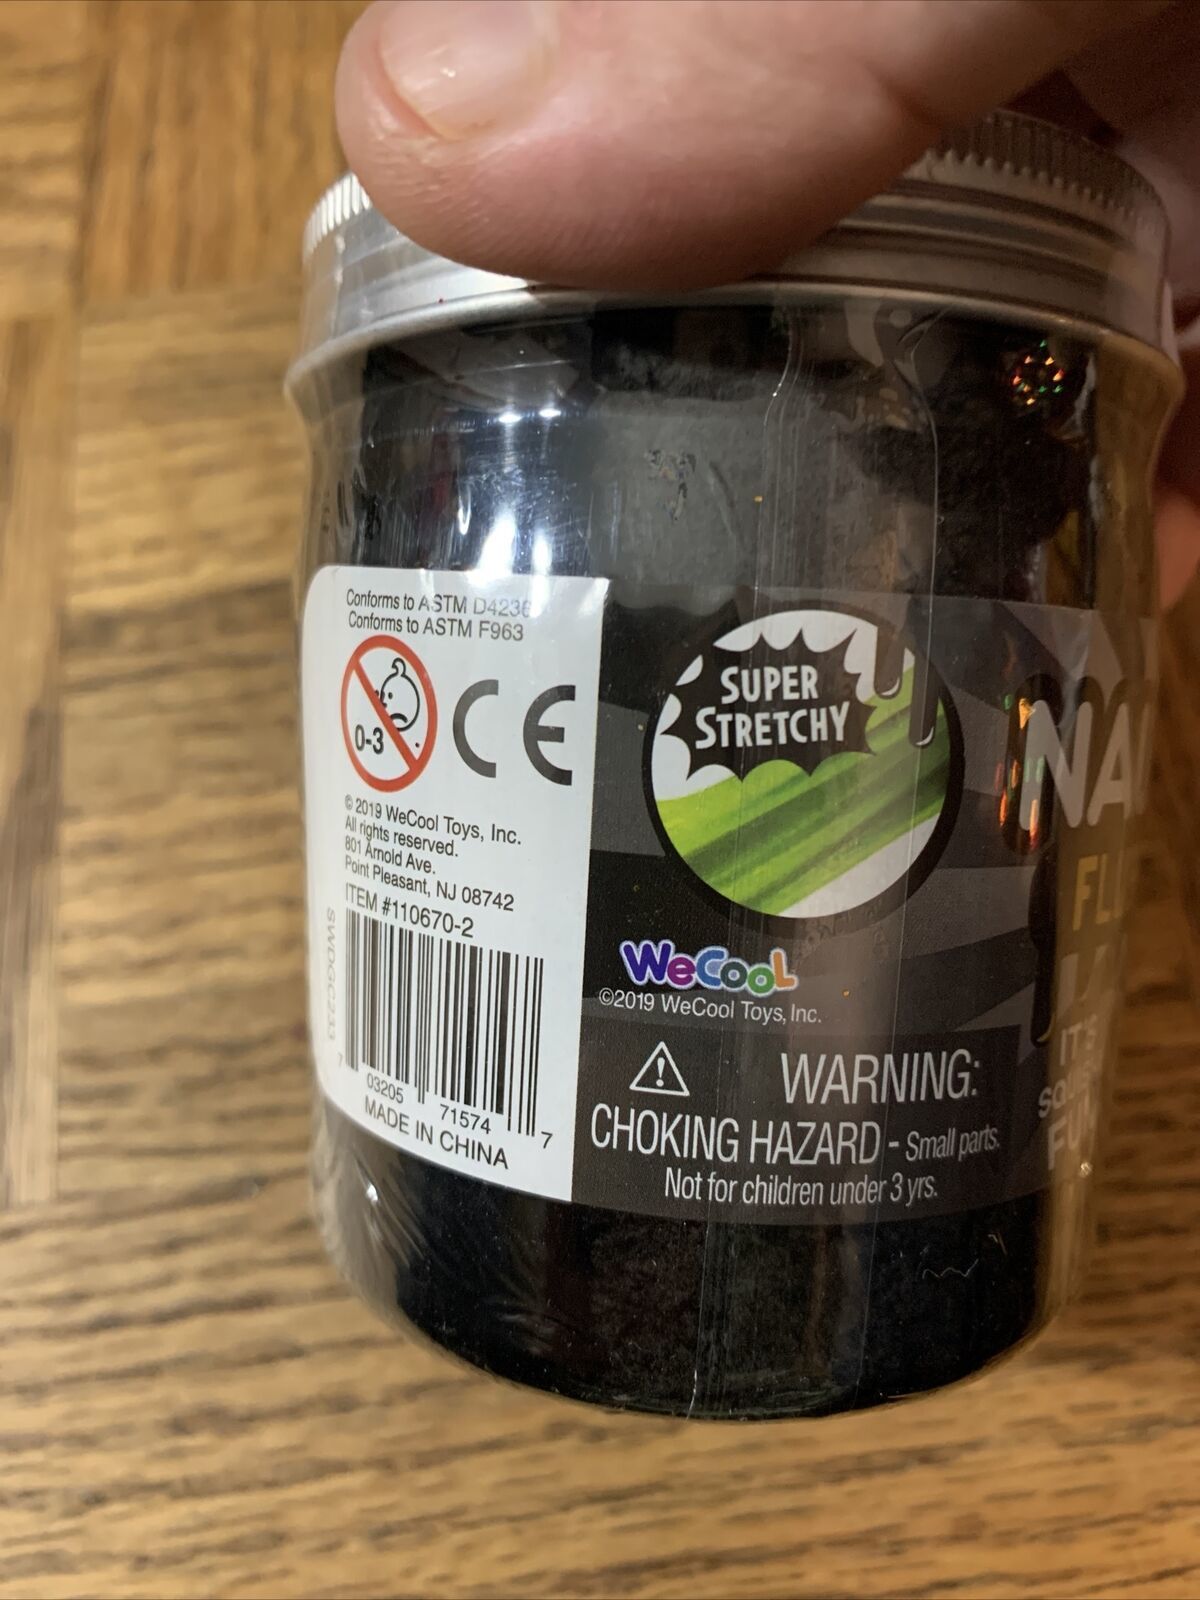 Conforms to ASTM D4236
Conforms to ASTM F963
0-3
CE
© 2019 WeCool Toys, Inc.
All rights reserved.
801 Arnold Ave.
Point Pleasant, NJ 08742
ITEM #110670-2
7 03205 71574 7
MADE IN CHINA
SUPER
STRETCHY
WeCool
©2019 WeCool Toys, Inc.
WARNING:
CHOKING HAZARD - Small parts.
Not for children under 3 yrs.
IT'S